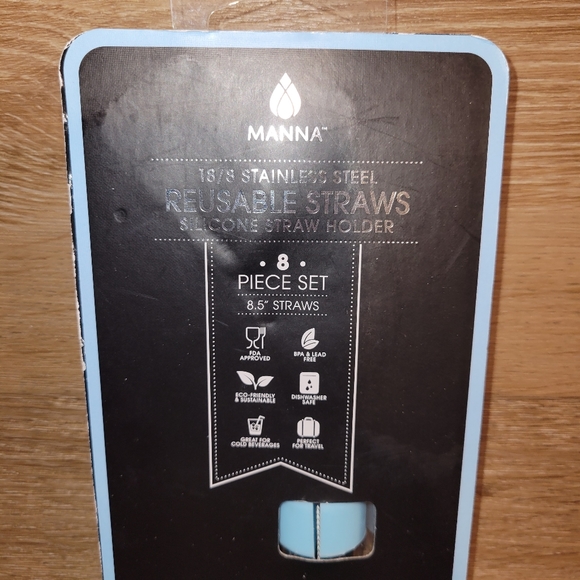 MANNA™
18/8 STAINLESS STEEL
REUSABLE STRAWS
SILICONE STRAW HOLDER
• 8 •
PIECE SET
8.5" STRAWS
FDA
APPROVED
BPA & LEAD
FREE
ECO-FRIENDLY
& SUSTAINABLE
DISHWASHER
SAFE
GREAT FOR
COLD BEVERAGES
PERFECT
FOR TRAVEL